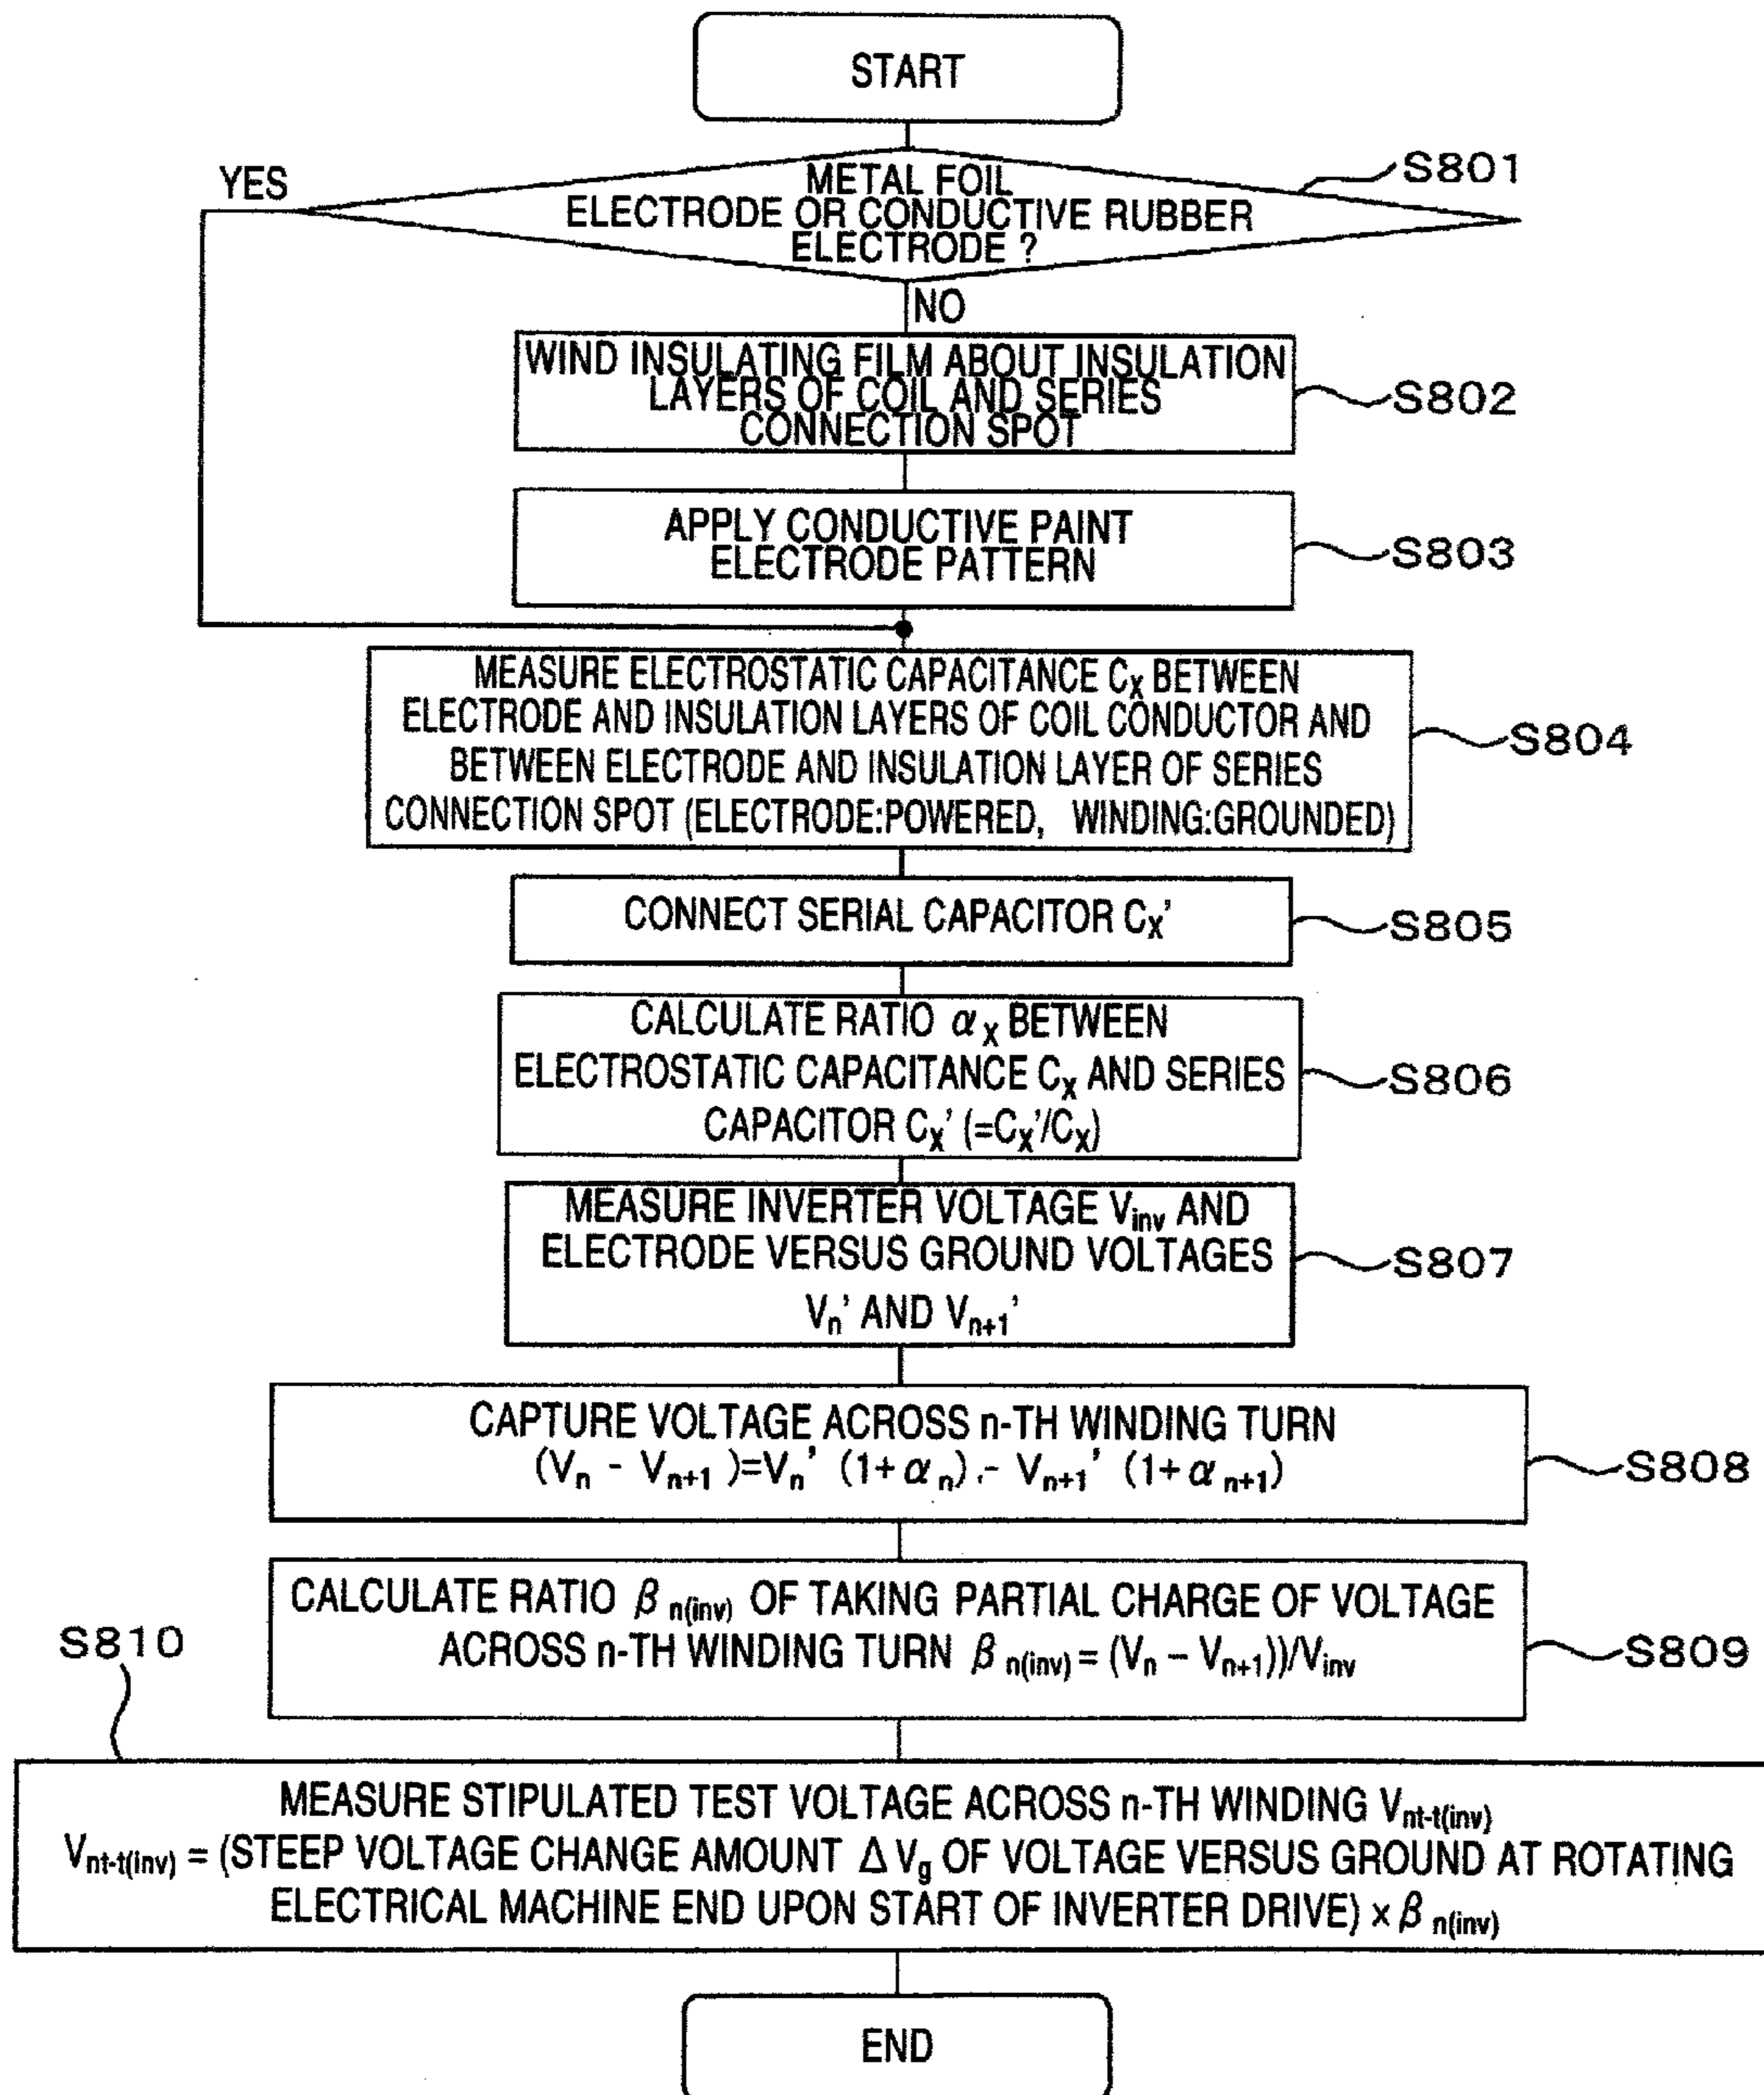 START
YES
METAL FOIL
ELECTRODE OR CONDUCTIVE RUBBER
ELECTRODE ?
S801
NO
WIND INSULATING FILM ABOUT INSULATION
LAYERS OF COIL AND SERIES
CONNECTION SPOT
S802
APPLY CONDUCTIVE PAINT
ELECTRODE PATTERN
S803
MEASURE ELECTROSTATIC CAPACITANCE Cx BETWEEN
ELECTRODE AND INSULATION LAYERS OF COIL CONDUCTOR AND
BETWEEN ELECTRODE AND INSULATION LAYER OF SERIES
CONNECTION SPOT (ELECTRODE:POWERED, WINDING:GROUNDED)
S804
CONNECT SERIAL CAPACITOR Cx'
S805
CALCULATE RATIO αx BETWEEN
ELECTROSTATIC CAPACITANCE Cx AND SERIES
CAPACITOR Cx' (=Cx'/Cx)
S806
MEASURE INVERTER VOLTAGE Vinv AND
ELECTRODE VERSUS GROUND VOLTAGES
Vn' AND Vn+1'
S807
CAPTURE VOLTAGE ACROSS n-TH WINDING TURN
(Vn - Vn+1)=Vn' (1+αn) - Vn+1' (1+αn+1)
S808
CALCULATE RATIO βn(inv) OF TAKING PARTIAL CHARGE OF VOLTAGE
ACROSS n-TH WINDING TURN βn(inv) = (Vn – Vn+1))/Vinv
S809
S810
MEASURE STIPULATED TEST VOLTAGE ACROSS n-TH WINDING Vnt-t(inv)
Vnt-t(inv) = (STEEP VOLTAGE CHANGE AMOUNT ΔVg OF VOLTAGE VERSUS GROUND AT ROTATING
ELECTRICAL MACHINE END UPON START OF INVERTER DRIVE) × βn(inv)
END